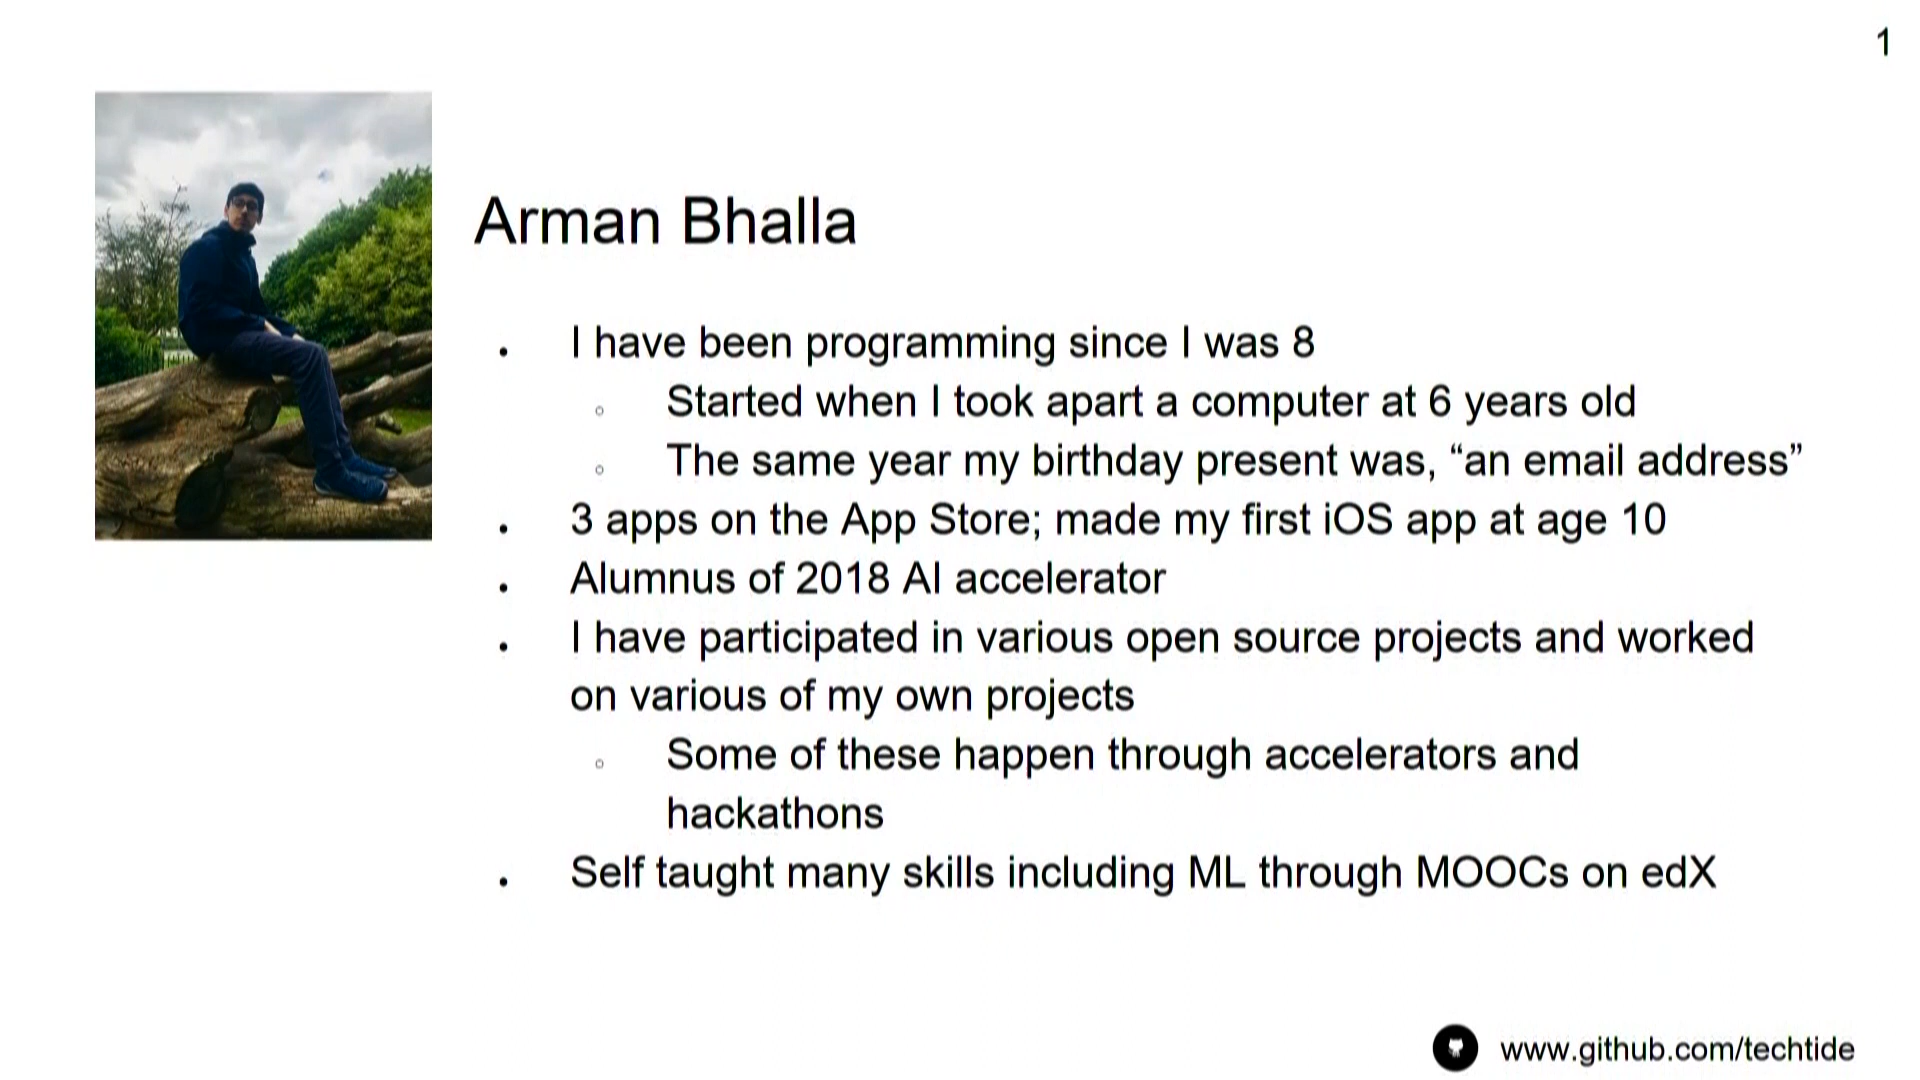 1
Arman Bhalla
• I have been programming since I was 8
○ Started when I took apart a computer at 6 years old
○ The same year my birthday present was, “an email address”
• 3 apps on the App Store; made my first iOS app at age 10
• Alumnus of 2018 AI accelerator
• I have participated in various open source projects and worked
on various of my own projects
○ Some of these happen through accelerators and
hackathons
• Self taught many skills including ML through MOOCs on edX
www.github.com/techtide